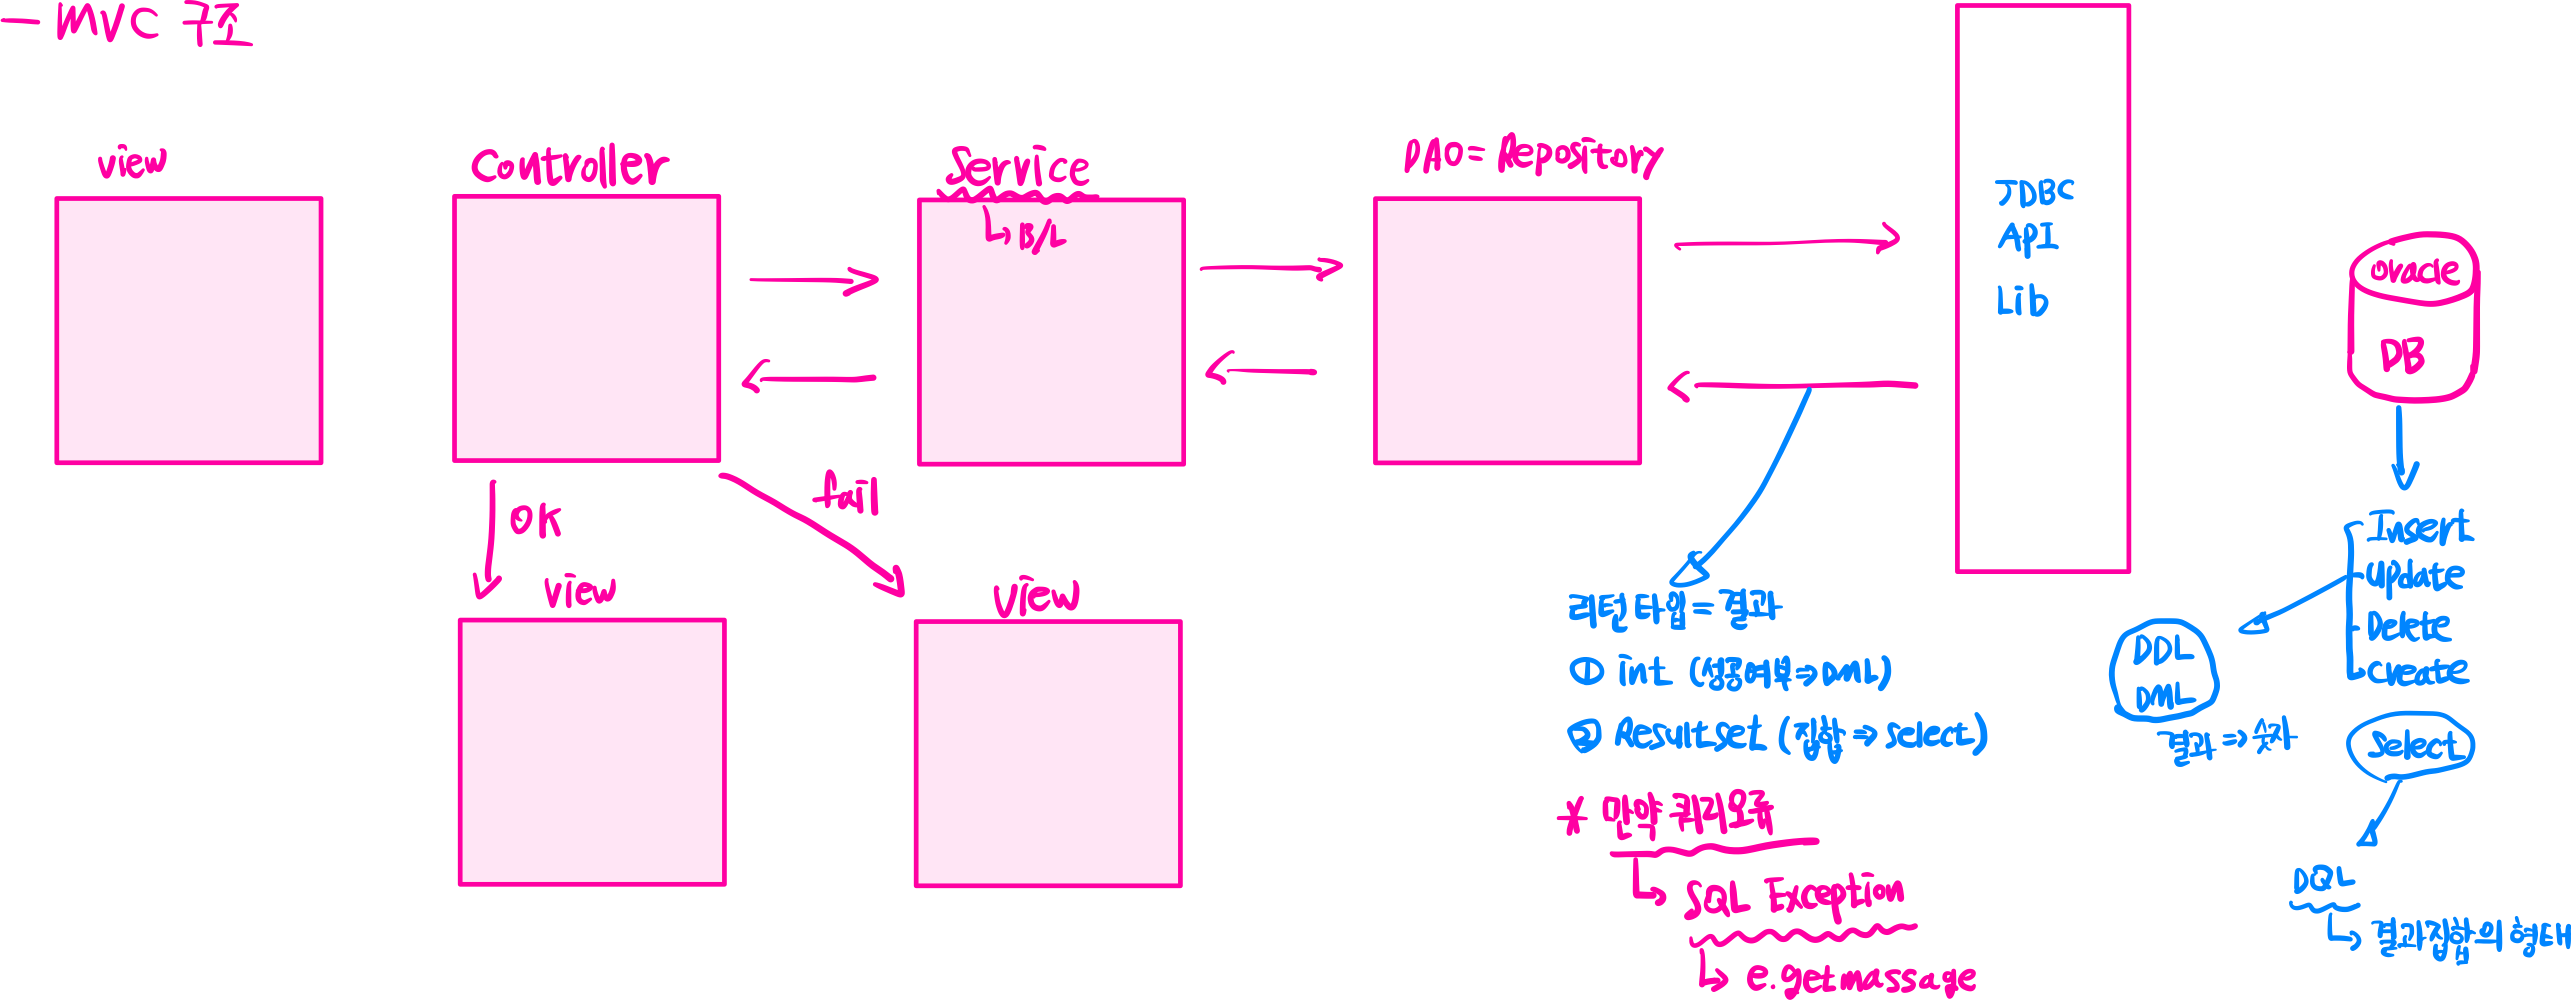 - MVC 구조
view
Controller
Service
↳ B/L
DAO = Repository
JDBC
API
Lib
oracle
DB
OK
fail
view
view
리턴 타입 = 결과
① int (성공여부 => DML)
② Resultset (집합 => select)
* 만약 쿼리오류
↳ SQL Exception
↳ e.getmassage
Insert
update
Delete
create
DDL
DML
결과 => 숫자
select
DQL
↳ 결과집합의 형태